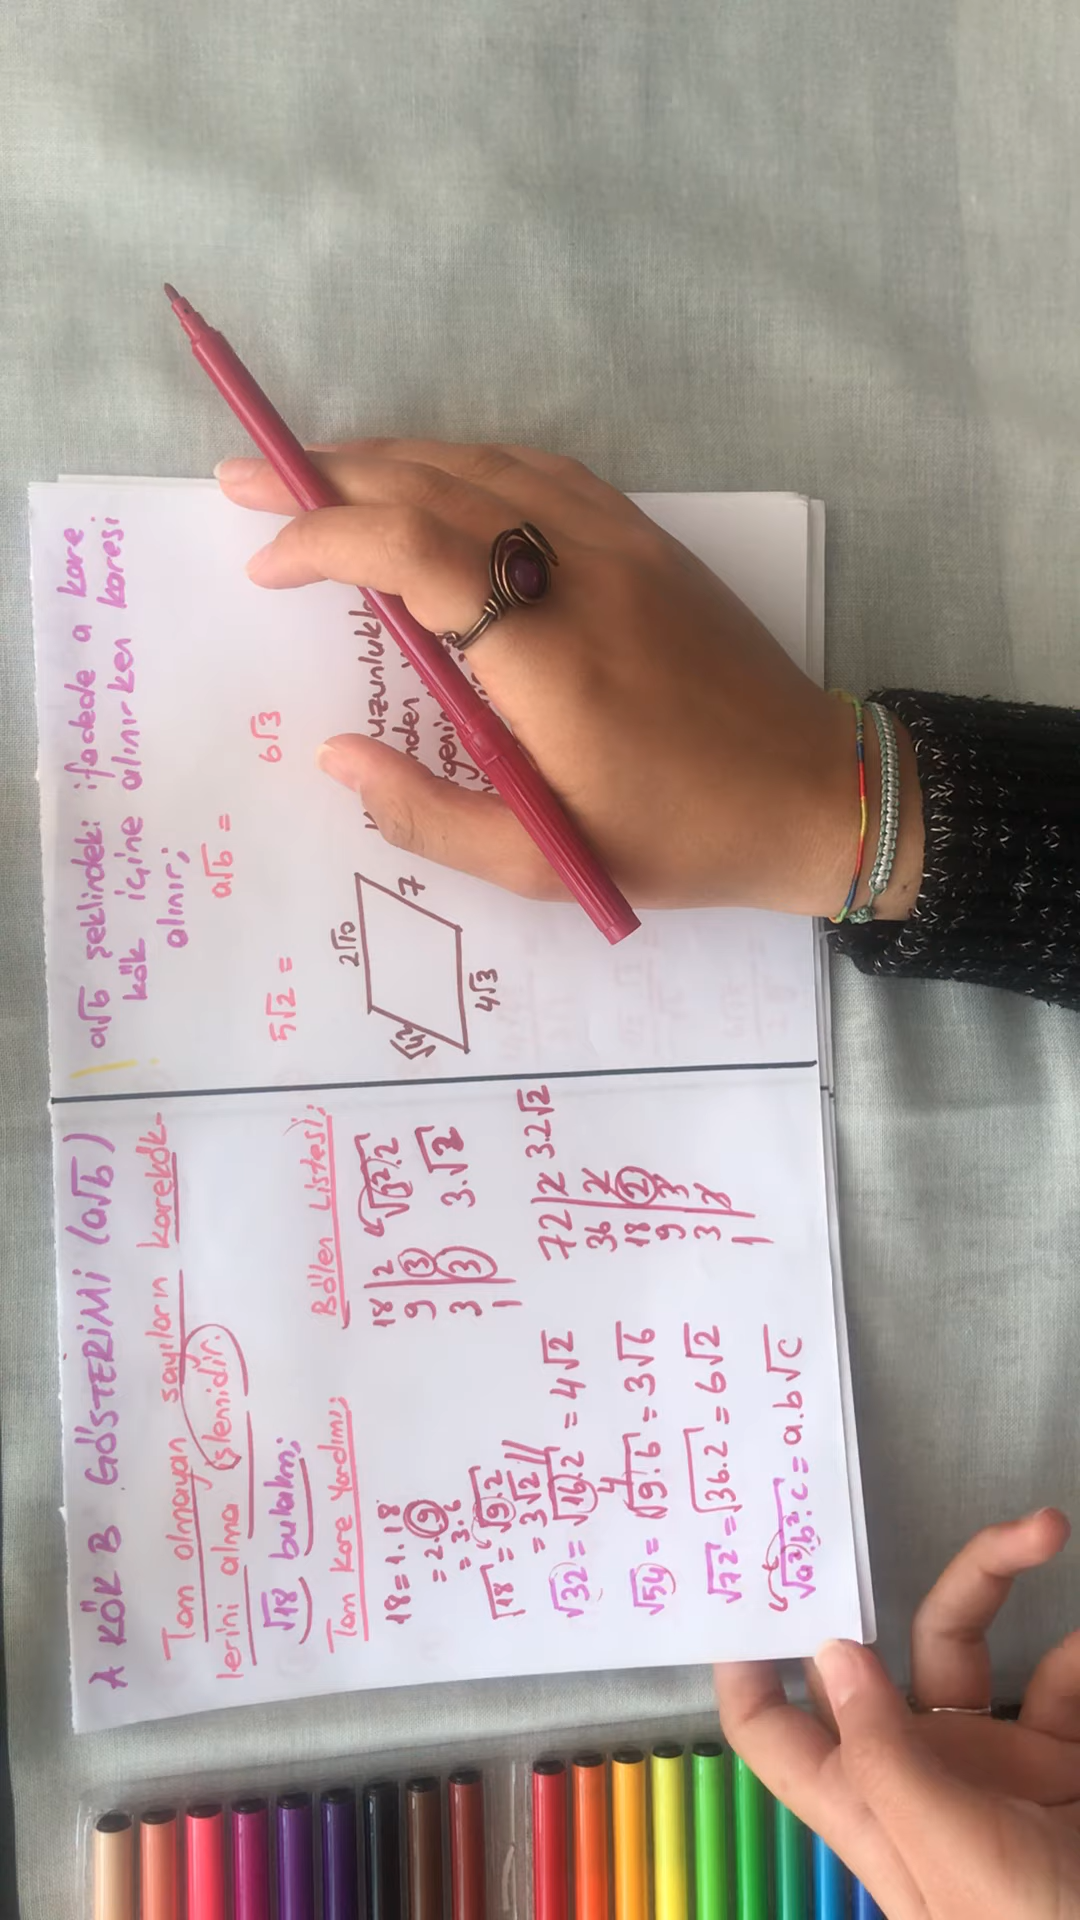 A KÖK B GÖSTERİMİ (a√b)
Tam olmayan sayıların karekök-
lerini alma işlemidir.
√18 bulalım;
Tam Kare Yardımı;
18 = 1.18
= 2.9
= 3.6
√18 = √9.2
= 3√2 //
√32 = √16.2 = 4√2
√54 = √9.6 = 3√6
√72 = √36.2 = 6√2
√a².b².c = a.b√c
Bölen Listesi;
18 | 2 √3².2
9 | 3
3 | 3 3.√2
1
72 | 2 3.2√2
36 | 2
18 | 2
9 | 3
3 | 3
1
! a√b şeklindeki ifadede a kare
kök içine alınırken karesi
alınır;
a√b =
5√2 = 6√3
2√10
7
√42
4√3